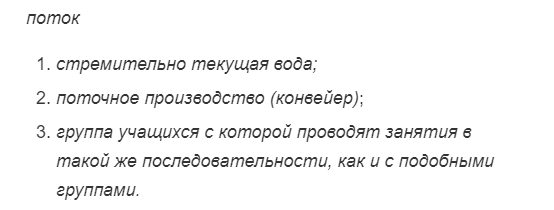 поток
1. стремительно текущая вода;
2. поточное производство (конвейер);
3. группа учащихся с которой проводят занятия в
такой же последовательности, как и с подобными
группами.